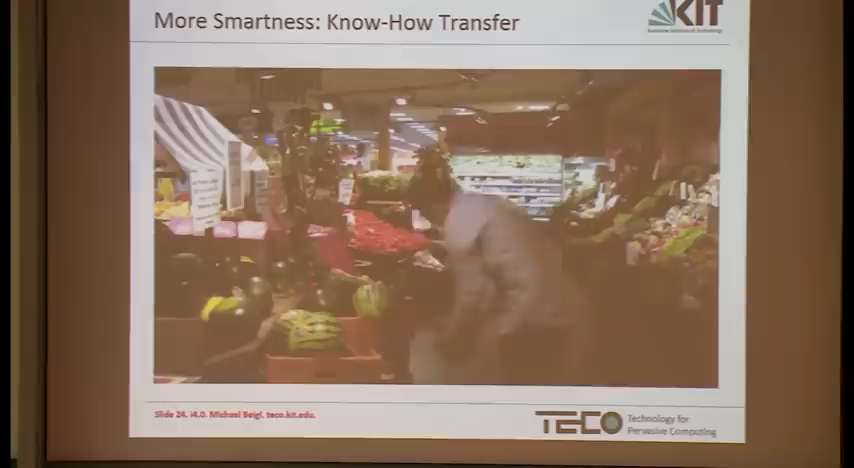 More Smartness: Know-How Transfer
KIT
Slide 24. I4.0. Michael Beigl. teco.kit.edu.
TECO
Technology for
Pervasive Computing